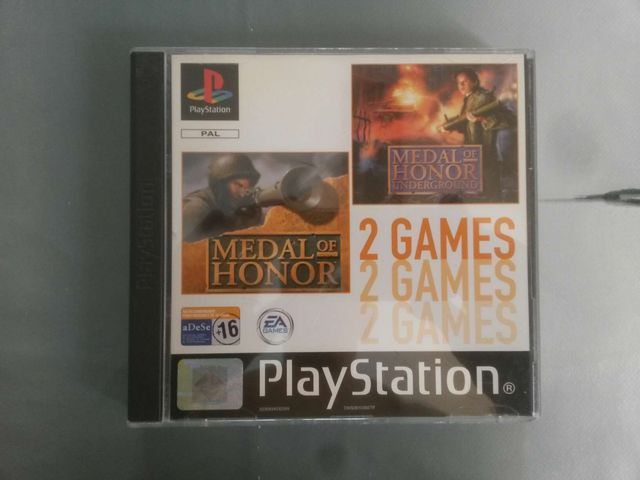 PlayStation
PAL
MEDAL OF
HONOR
UNDERGROUND
MEDAL OF
HONOR
2 GAMES
2 GAMES
2 GAMES
aDeSe
+16
EA
GAMES
PlayStation®
PlayStation